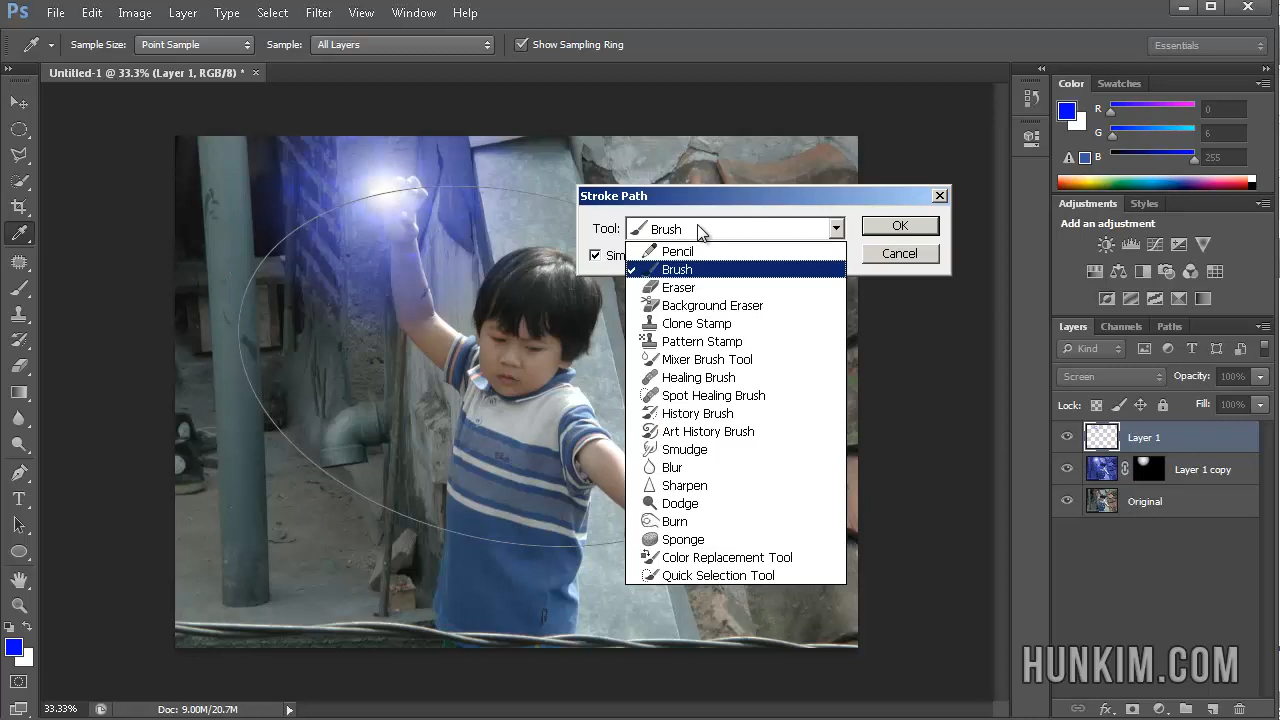 Ps File Edit Image Layer Type Select Filter View Window Help
Sample Size: Point Sample Sample: All Layers Show Sampling Ring Essentials
Untitled-1 @ 33.3% (Layer 1, RGB/8) *
Color Swatches
R 0
G 6
B 255
Stroke Path
Tool: Brush OK
Sim Cancel
Pencil
Brush
Eraser
Background Eraser
Clone Stamp
Pattern Stamp
Mixer Brush Tool
Healing Brush
Spot Healing Brush
History Brush
Art History Brush
Smudge
Blur
Sharpen
Dodge
Burn
Sponge
Color Replacement Tool
Quick Selection Tool
Adjustments Styles
Add an adjustment
Layers Channels Paths
Kind
Screen Opacity: 100%
Lock: Fill: 100%
Layer 1
Layer 1 copy
Original
HUNKIM.COM
33.33% Doc: 9.00M/20.7M